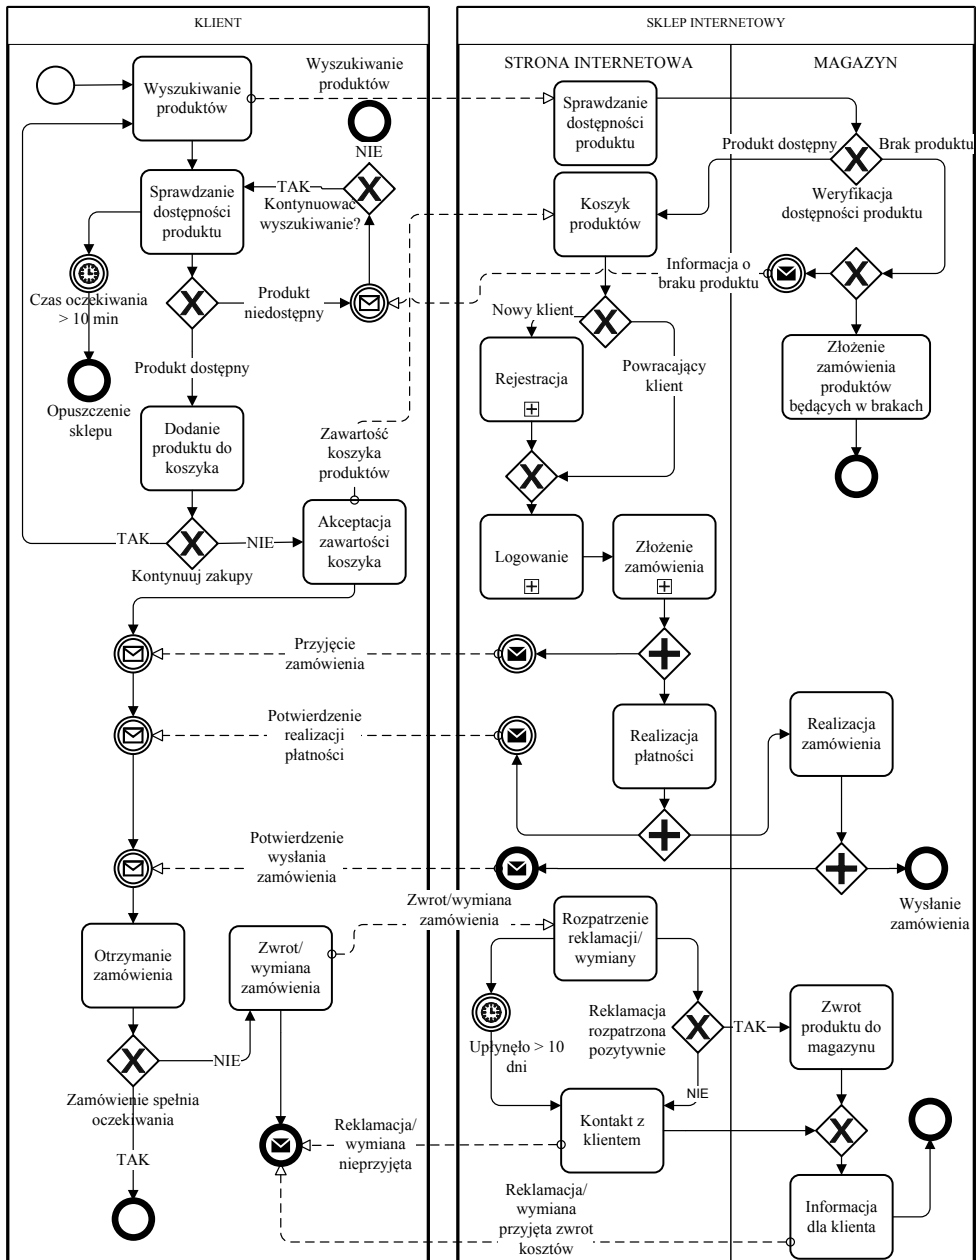 KLIENT
SKLEP INTERNETOWY
STRONA INTERNETOWA
MAGAZYN
Wyszukiwanie
produktów
Wyszukiwanie
produktów
Sprawdzanie
dostępności
produktu
Produkt dostępny
Brak produktu
Weryfikacja
dostępności produktu
NIE
TAK
Kontynuować
wyszukiwanie?
Sprawdzanie
dostępności
produktu
Koszyk
produktów
Czas oczekiwania
> 10 min
Produkt
niedostępny
Informacja o
braku produktu
Opuszczenie
sklepu
Produkt dostępny
Nowy klient
Powracający
klient
Rejestracja
Złożenie
zamówienia
produktów
będących w brakach
Dodanie
produktu do
koszyka
Zawartość
koszyka
produktów
TAK
NIE
Kontynuuj zakupy
Akceptacja
zawartości
koszyka
Logowanie
Złożenie
zamówienia
Przyjęcie
zamówienia
Potwierdzenie
realizacji
płatności
Realizacja
płatności
Realizacja
zamówienia
Potwierdzenie
wysłania
zamówienia
Wysłanie
zamówienia
Zwrot/wymiana
zamówienia
Otrzymanie
zamówienia
Zwrot/
wymiana
zamówienia
Rozpatrzenie
reklamacji/
wymiany
Upłynęło > 10
dni
Reklamacja
rozpatrzona
pozytywnie
TAK
NIE
Zwrot
produktu do
magazynu
NIE
Zamówienie spełnia
oczekiwania
TAK
Reklamacja/
wymiana
nieprzyjęta
Kontakt z
klientem
Reklamacja/
wymiana
przyjęta zwrot
kosztów
Informacja
dla klienta